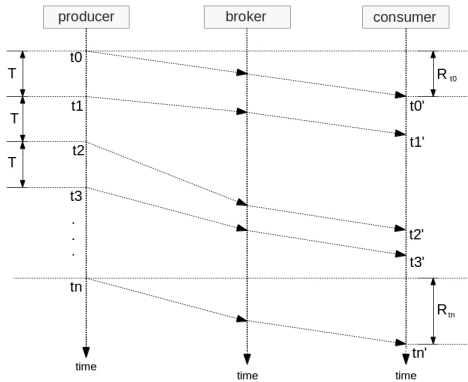 producer broker consumer
t0
T R t0
t1 t0'
T t1'
t2
T
t3 t2'
. t3'
.
.
tn
R tn
tn'
time time time